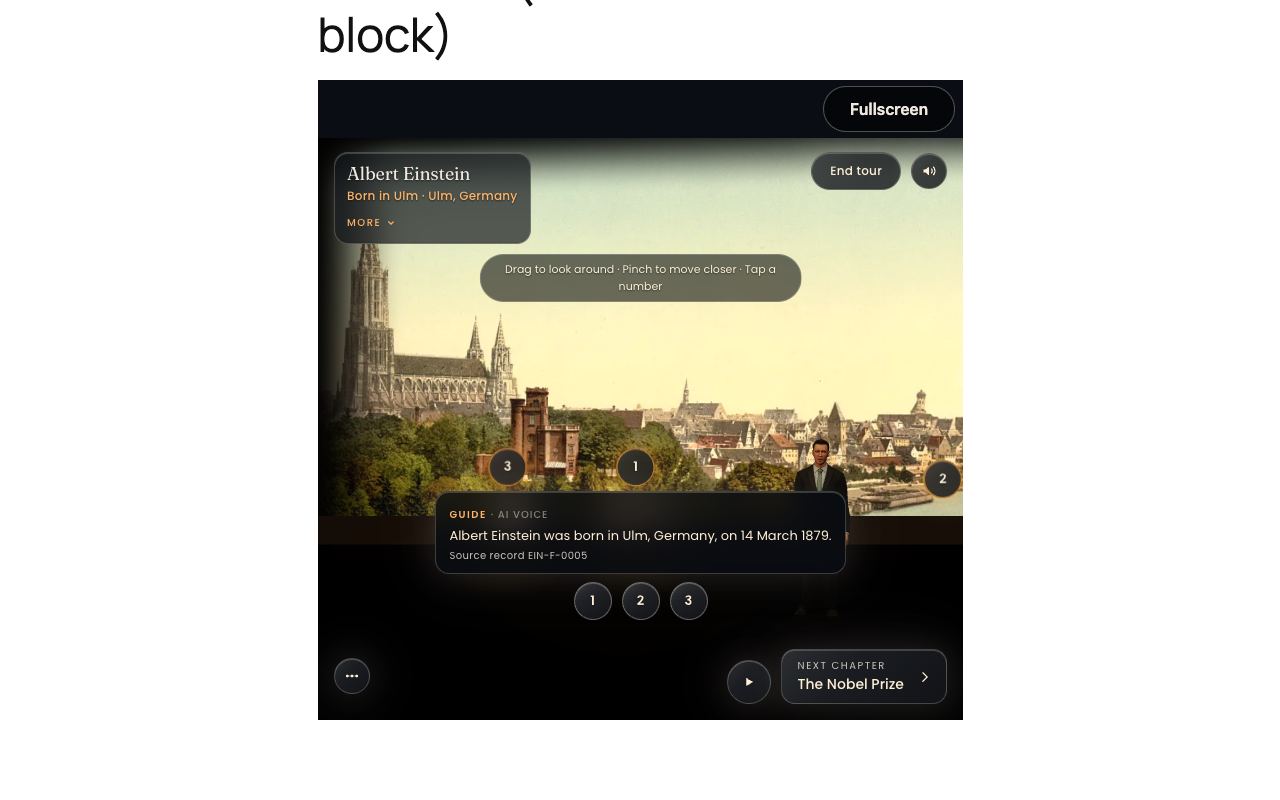 block)
Fullscreen
Albert Einstein
Born in Ulm · Ulm, Germany
MORE
End tour
Drag to look around · Pinch to move closer · Tap a
number
3
1
2
GUIDE · AI VOICE
Albert Einstein was born in Ulm, Germany, on 14 March 1879.
Source record EIN-F-0005
1 2 3
NEXT CHAPTER
The Nobel Prize